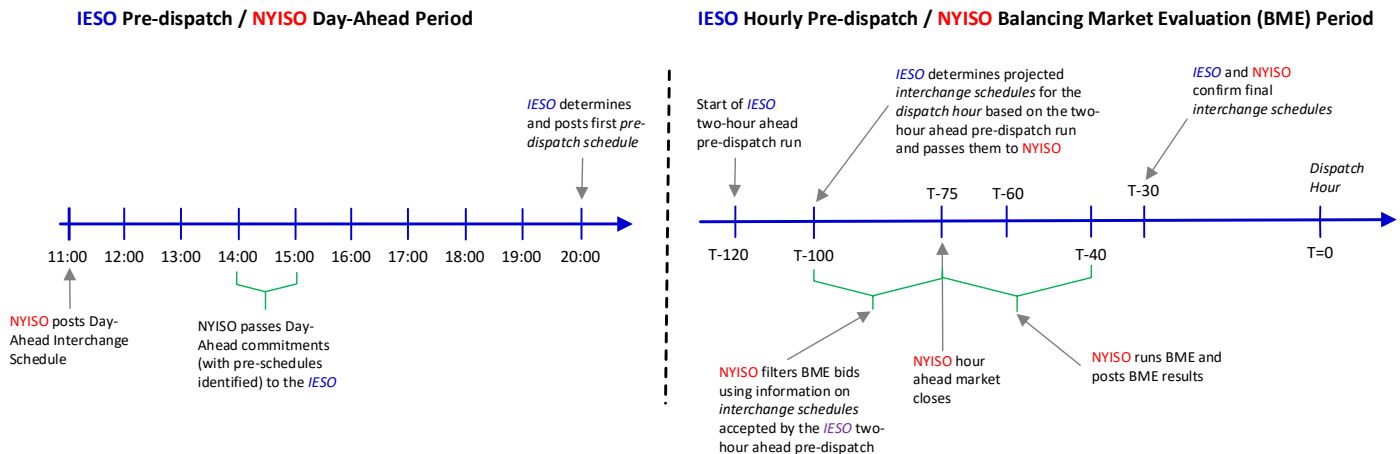 IESO Pre-dispatch / NYISO Day-Ahead Period
IESO determines
and posts first pre-
dispatch schedule
11:00
12:00
13:00
14:00
15:00
16:00
17:00
18:00
19:00
20:00
NYISO posts Day-
Ahead Interchange
Schedule
NYISO passes Day-
Ahead commitments
(with pre-schedules
identified) to the IESO
IESO Hourly Pre-dispatch / NYISO Balancing Market Evaluation (BME) Period
Start of IESO
two-hour ahead
pre-dispatch run
IESO determines projected
interchange schedules for the
dispatch hour based on the two-
hour ahead pre-dispatch run
and passes them to NYISO
IESO and NYISO
confirm final
interchange schedules
Dispatch
Hour
T-75
T-60
T-30
T-120
T-100
T-40
T=0
NYISO filters BME bids
using information on
interchange schedules
accepted by the IESO two-
hour ahead pre-dispatch
NYISO hour
ahead market
closes
NYISO runs BME and
posts BME results